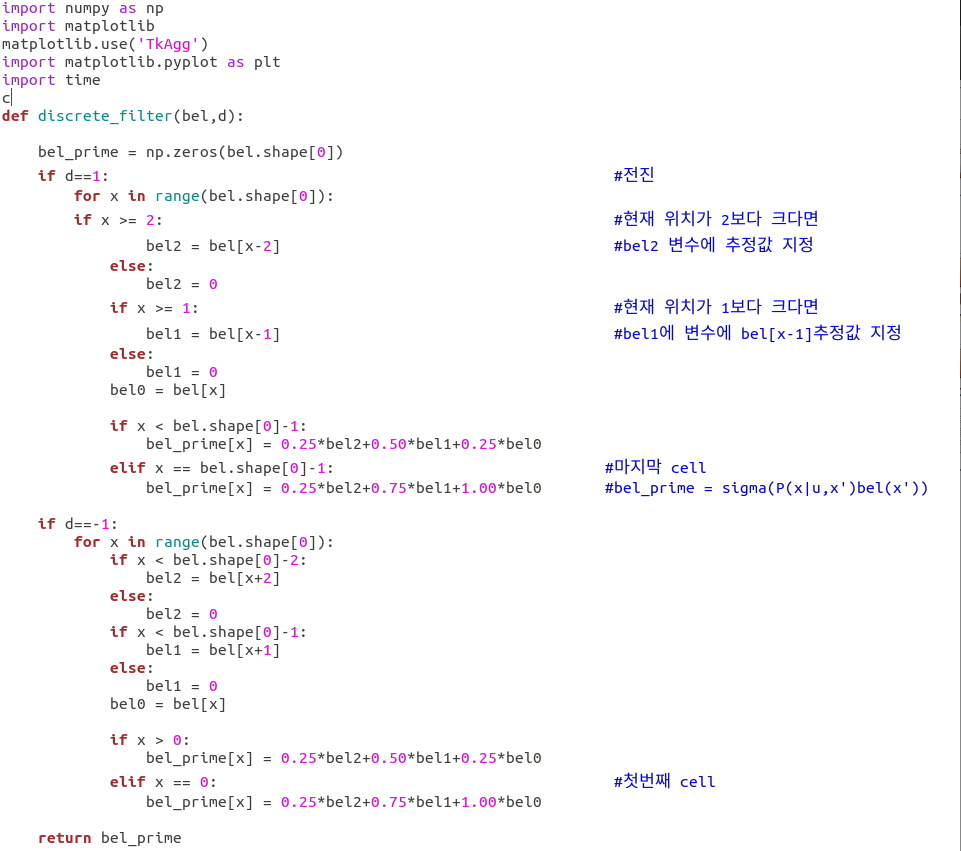 import numpy as np
import matplotlib
matplotlib.use('TkAgg')
import matplotlib.pyplot as plt
import time
c
def discrete_filter(bel,d):
    bel_prime = np.zeros(bel.shape[0])
    if d==1: #전진
        for x in range(bel.shape[0]):
        if x >= 2: #현재 위치가 2보다 크다면
                bel2 = bel[x-2] #bel2 변수에 추정값 지정
            else:
                bel2 = 0
            if x >= 1: #현재 위치가 1보다 크다면
                bel1 = bel[x-1] #bel1에 변수에 bel[x-1]추정값 지정
            else:
                bel1 = 0
            bel0 = bel[x]
            if x < bel.shape[0]-1:
                bel_prime[x] = 0.25*bel2+0.50*bel1+0.25*bel0
            elif x == bel.shape[0]-1: #마지막 cell
                bel_prime[x] = 0.25*bel2+0.75*bel1+1.00*bel0 #bel_prime = sigma(P(x|u,x')bel(x'))
    if d==-1:
        for x in range(bel.shape[0]):
            if x < bel.shape[0]-2:
                bel2 = bel[x+2]
            else:
                bel2 = 0
            if x < bel.shape[0]-1:
                bel1 = bel[x+1]
            else:
                bel1 = 0
            bel0 = bel[x]
            if x > 0:
                bel_prime[x] = 0.25*bel2+0.50*bel1+0.25*bel0
            elif x == 0: #첫번째 cell
                bel_prime[x] = 0.25*bel2+0.75*bel1+1.00*bel0
    return bel_prime